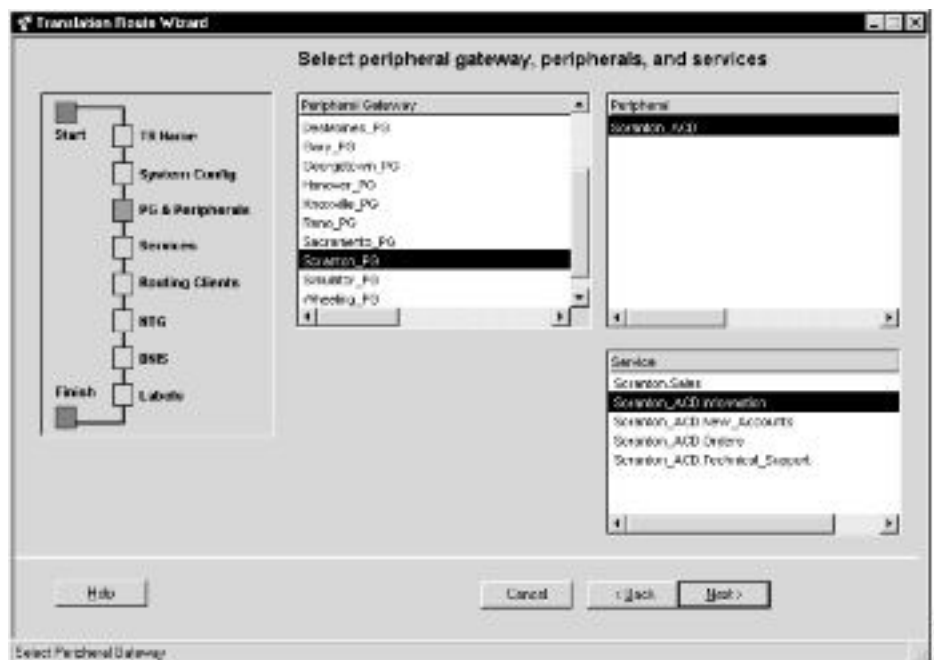 Translation Route Wizard
Select peripheral gateway, peripherals, and services
Start
TR Name
System Config
PG & Peripherals
Services
Routing Clients
NTG
DNIS
Labels
Finish
Peripheral Gateway
Desmoines_PG
Gary_PG
Georgetown_PG
Hanover_PG
Knoxville_PG
Reno_PG
Sacramento_PG
Scranton_PG
Simulator_PG
Wheeling_PG
Peripheral
Scranton_ACD
Service
Scranton.Sales
Scranton_ACD.Information
Scranton_ACD.New_Accounts
Scranton_ACD.Orders
Scranton_ACD.Technical_Support
Help
Cancel
< Back
Next >
Select Peripheral Gateway